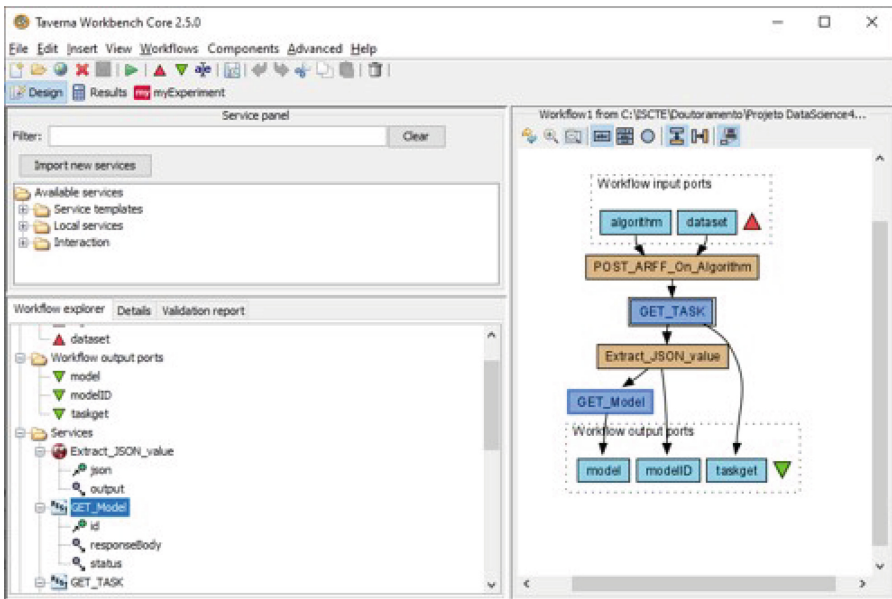 Taverna Workbench Core 2.5.0
File Edit Insert View Workflows Components Advanced Help
Design Results my myExperiment
Service panel
Filter: Clear
Import new services
Available services
Service templates
Local services
Interaction
Workflow explorer Details Validation report
dataset
Workflow output ports
model
modelID
taskget
Services
Extract_JSON_value
json
output
GET_Model
id
responseBody
status
GET_TASK
Workflow1 from C:\ISCTE\Doutoramento\Projeto DataScience4...
Workflow input ports
algorithm dataset
POST_ARFF_On_Algorithm
GET_TASK
Extract_JSON_value
GET_Model
Workflow output ports
model modelID taskget